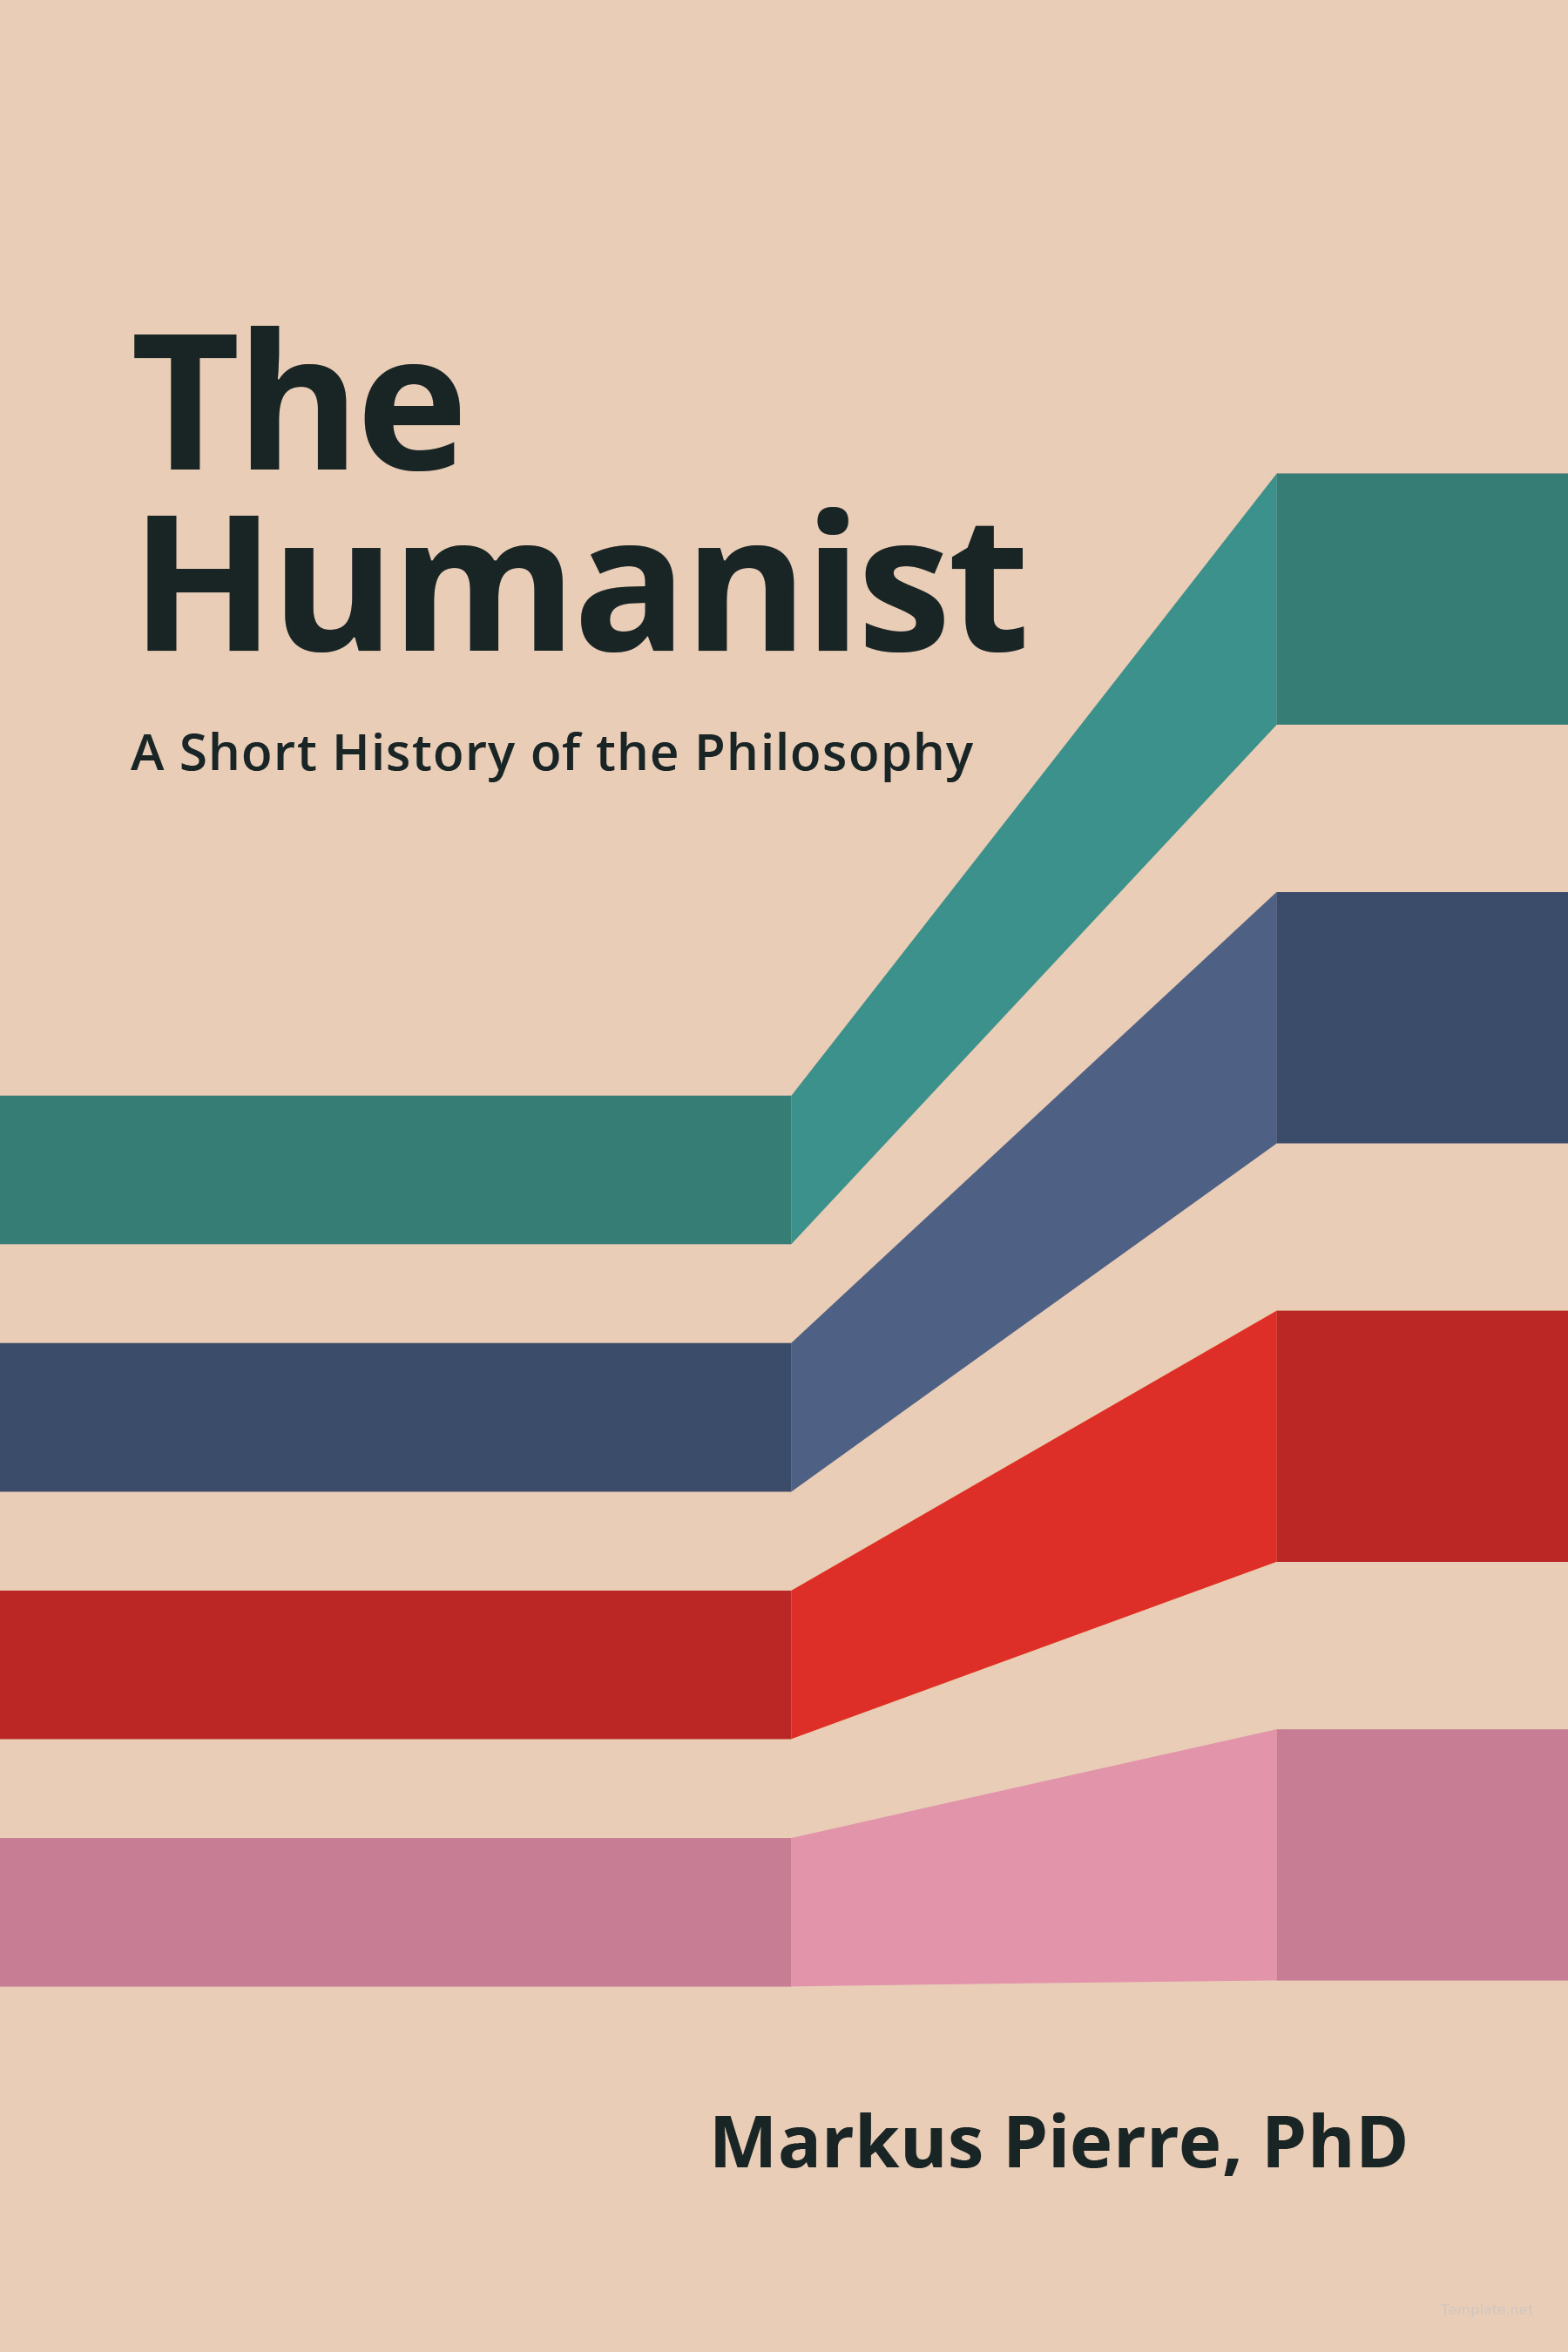 The
Humanist
A Short History of the Philosophy
Markus Pierre, PhD
Template.net